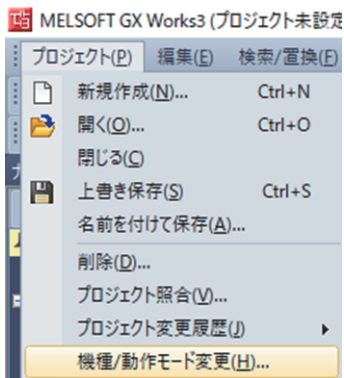 MELSOFT GX Works3 (プロジェクト未設定
プロジェクト(P) 編集(E) 検索/置換(F)
新規作成(N)... Ctrl+N
開く(O)... Ctrl+O
閉じる(C)
上書き保存(S) Ctrl+S
名前を付けて保存(A)...
削除(D)...
プロジェクト照合(V)...
プロジェクト変更履歴(J)
機種/動作モード変更(H)...